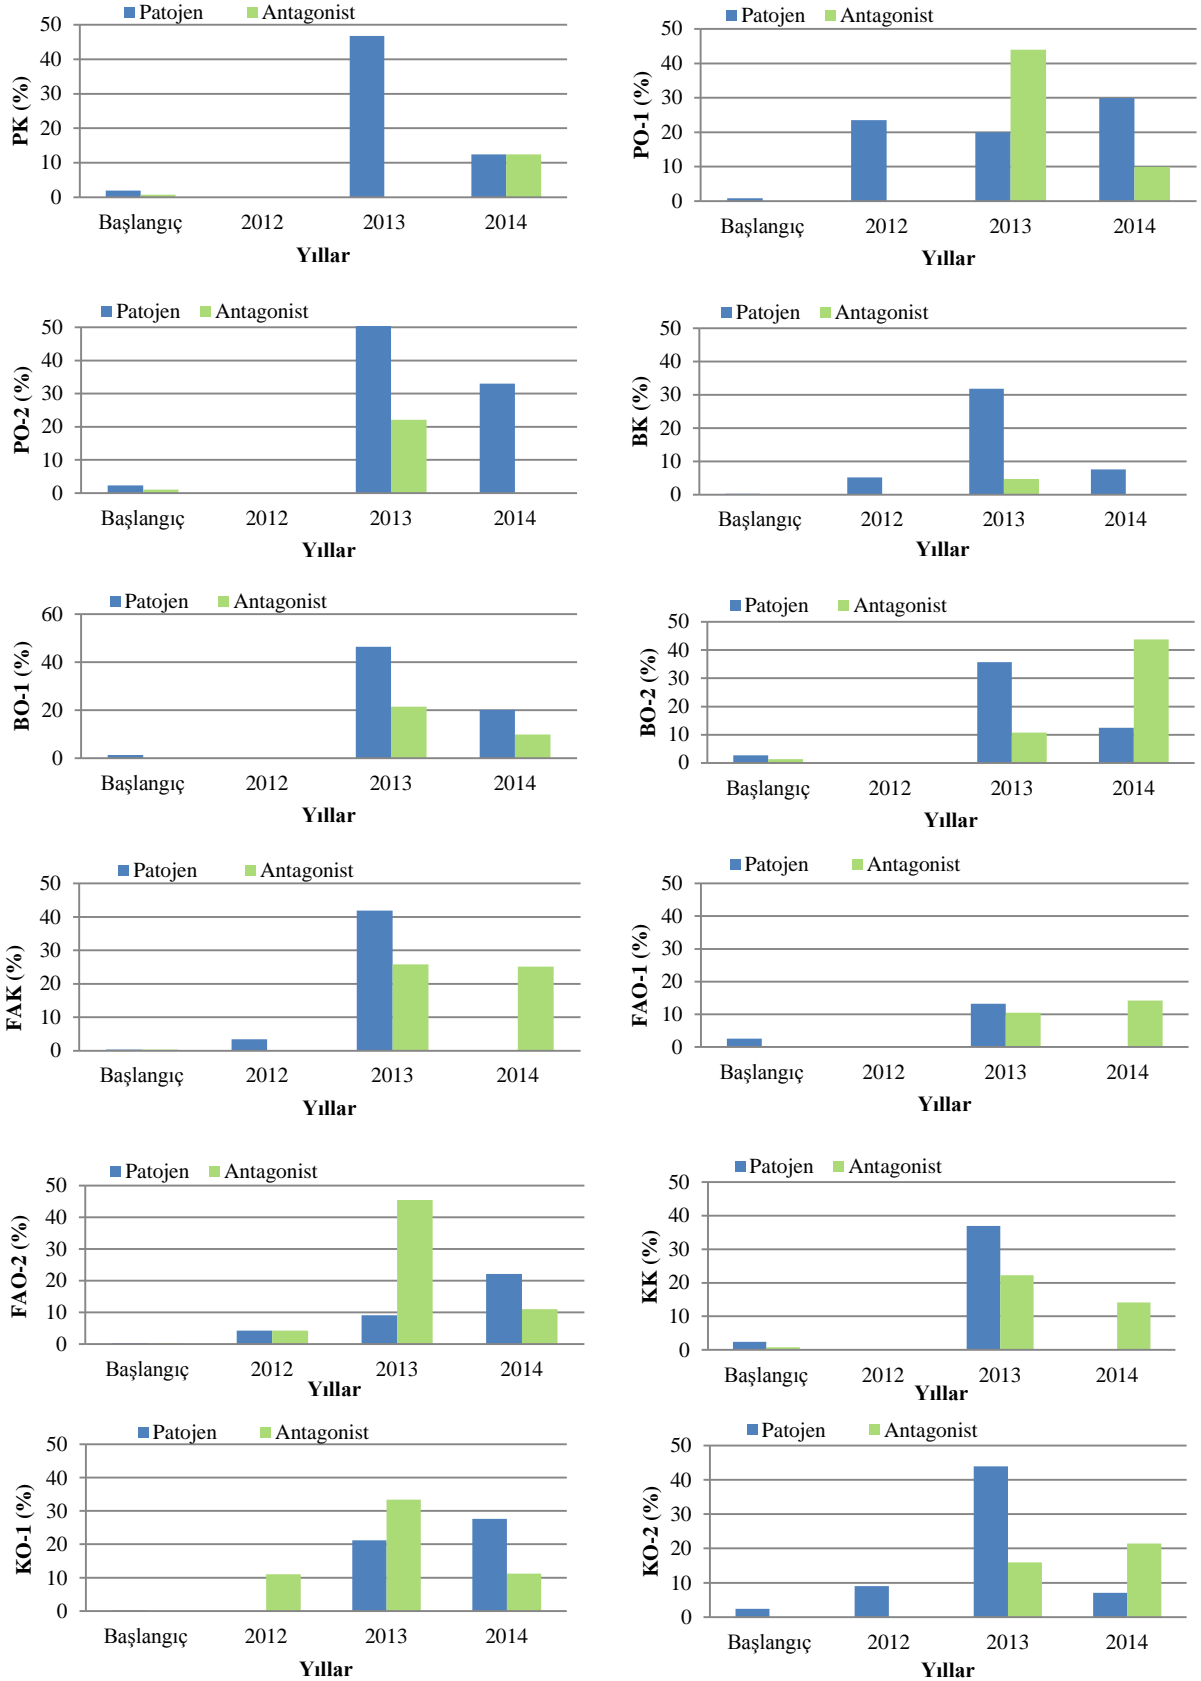 Patojen Antagonist
PK (%)
50
40
30
20
10
0
Başlangıç 2012 2013 2014
Yıllar
Patojen Antagonist
PO-1 (%)
50
40
30
20
10
0
Başlangıç 2012 2013 2014
Yıllar
Patojen Antagonist
PO-2 (%)
50
40
30
20
10
0
Başlangıç 2012 2013 2014
Yıllar
Patojen Antagonist
BK (%)
50
40
30
20
10
0
Başlangıç 2012 2013 2014
Yıllar
Patojen Antagonist
BO-1 (%)
60
40
20
0
Başlangıç 2012 2013 2014
Yıllar
Patojen Antagonist
BO-2 (%)
50
40
30
20
10
0
Başlangıç 2012 2013 2014
Yıllar
Patojen Antagonist
FAK (%)
50
40
30
20
10
0
Başlangıç 2012 2013 2014
Yıllar
Patojen Antagonist
FAO-1 (%)
50
40
30
20
10
0
Başlangıç 2012 2013 2014
Yıllar
Patojen Antagonist
FAO-2 (%)
50
40
30
20
10
0
Başlangıç 2012 2013 2014
Yıllar
Patojen Antagonist
KK (%)
50
40
30
20
10
0
Başlangıç 2012 2013 2014
Yıllar
Patojen Antagonist
KO-1 (%)
50
40
30
20
10
0
Başlangıç 2012 2013 2014
Yıllar
Patojen Antagonist
KO-2 (%)
50
40
30
20
10
0
Başlangıç 2012 2013 2014
Yıllar